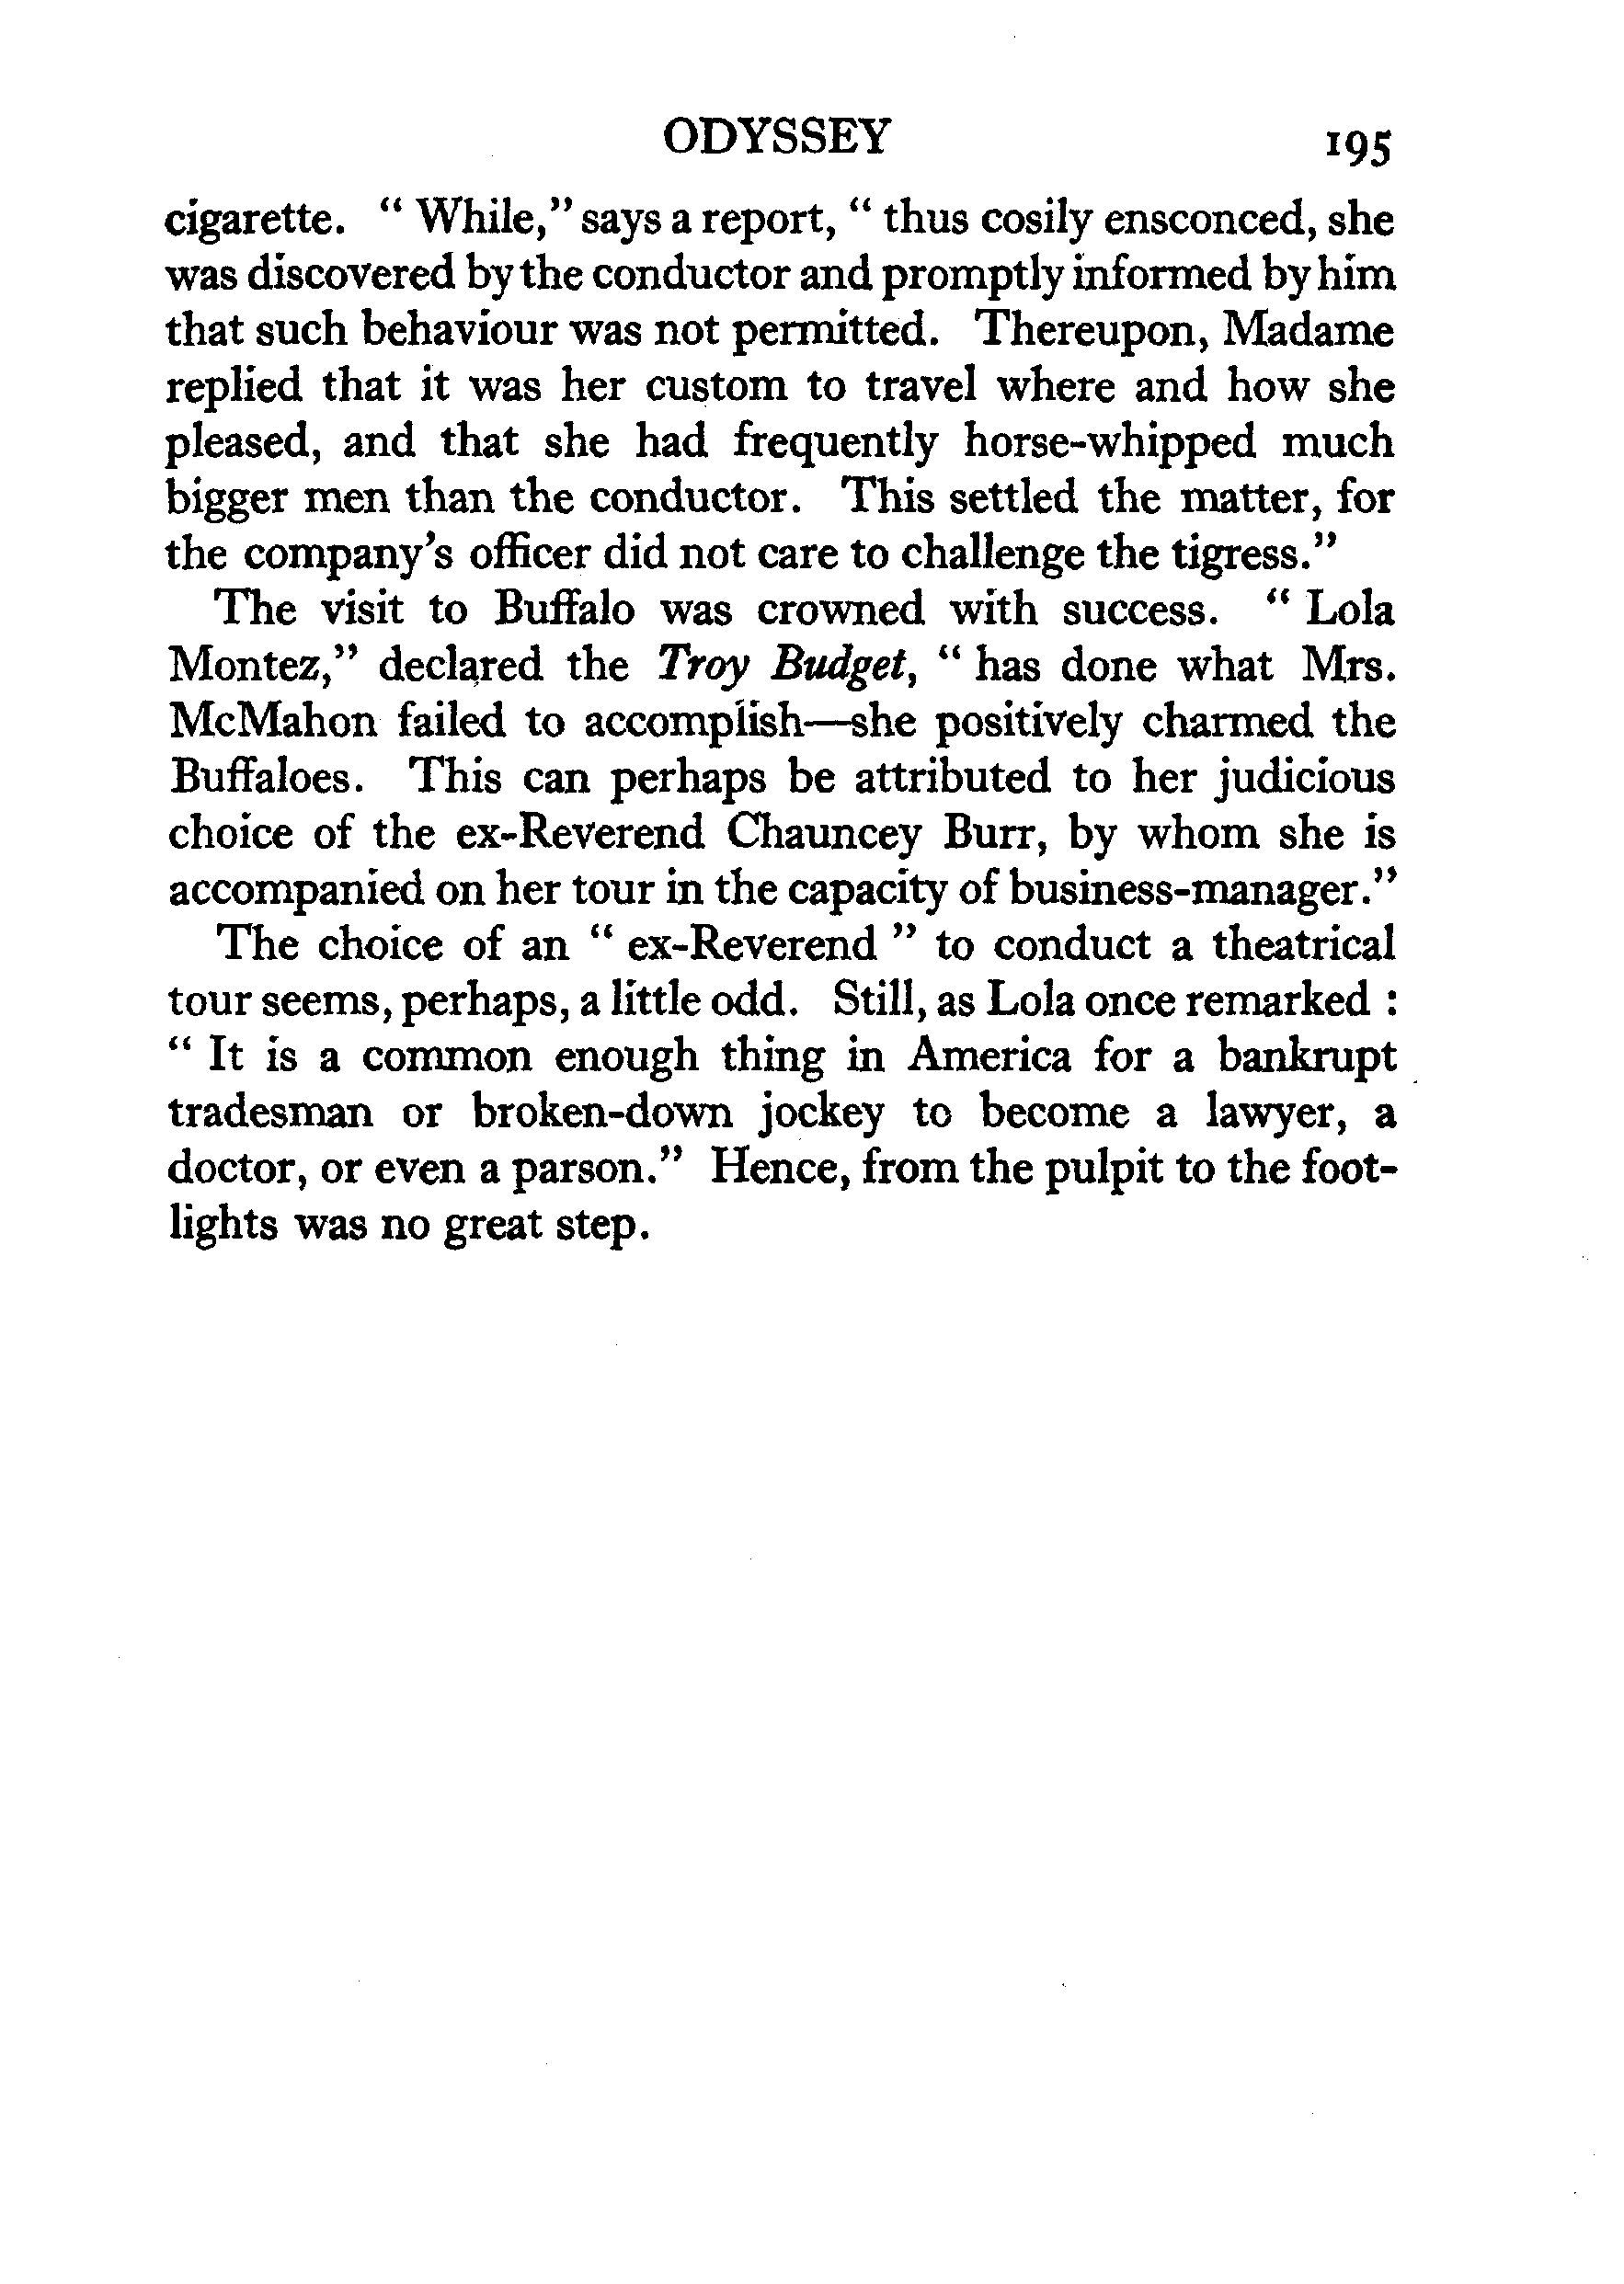 ODYSSEY 195
cigarette. " While," says a report, " thus cosily ensconced, she
was discovered by the conductor and promptly informed by him
that such behaviour was not permitted. Thereupon, Madame
replied that it was her custom to travel where and how she
pleased, and that she had frequently horse-whipped much
bigger men than the conductor. This settled the matter, for
the company's officer did not care to challenge the tigress."
The visit to Buffalo was crowned with success. " Lola
Montez," declared the Troy Budget, " has done what Mrs.
McMahon failed to accomplish—she positively charmed the
Buffaloes. This can perhaps be attributed to her judicious
choice of the ex-Reverend Chauncey Burr, by whom she is
accompanied on her tour in the capacity of business-manager."
The choice of an " ex-Reverend " to conduct a theatrical
tour seems, perhaps, a little odd. Still, as Lola once remarked :
" It is a common enough thing in America for a bankrupt
tradesman or broken-down jockey to become a lawyer, a
doctor, or even a parson." Hence, from the pulpit to the foot-
lights was no great step.